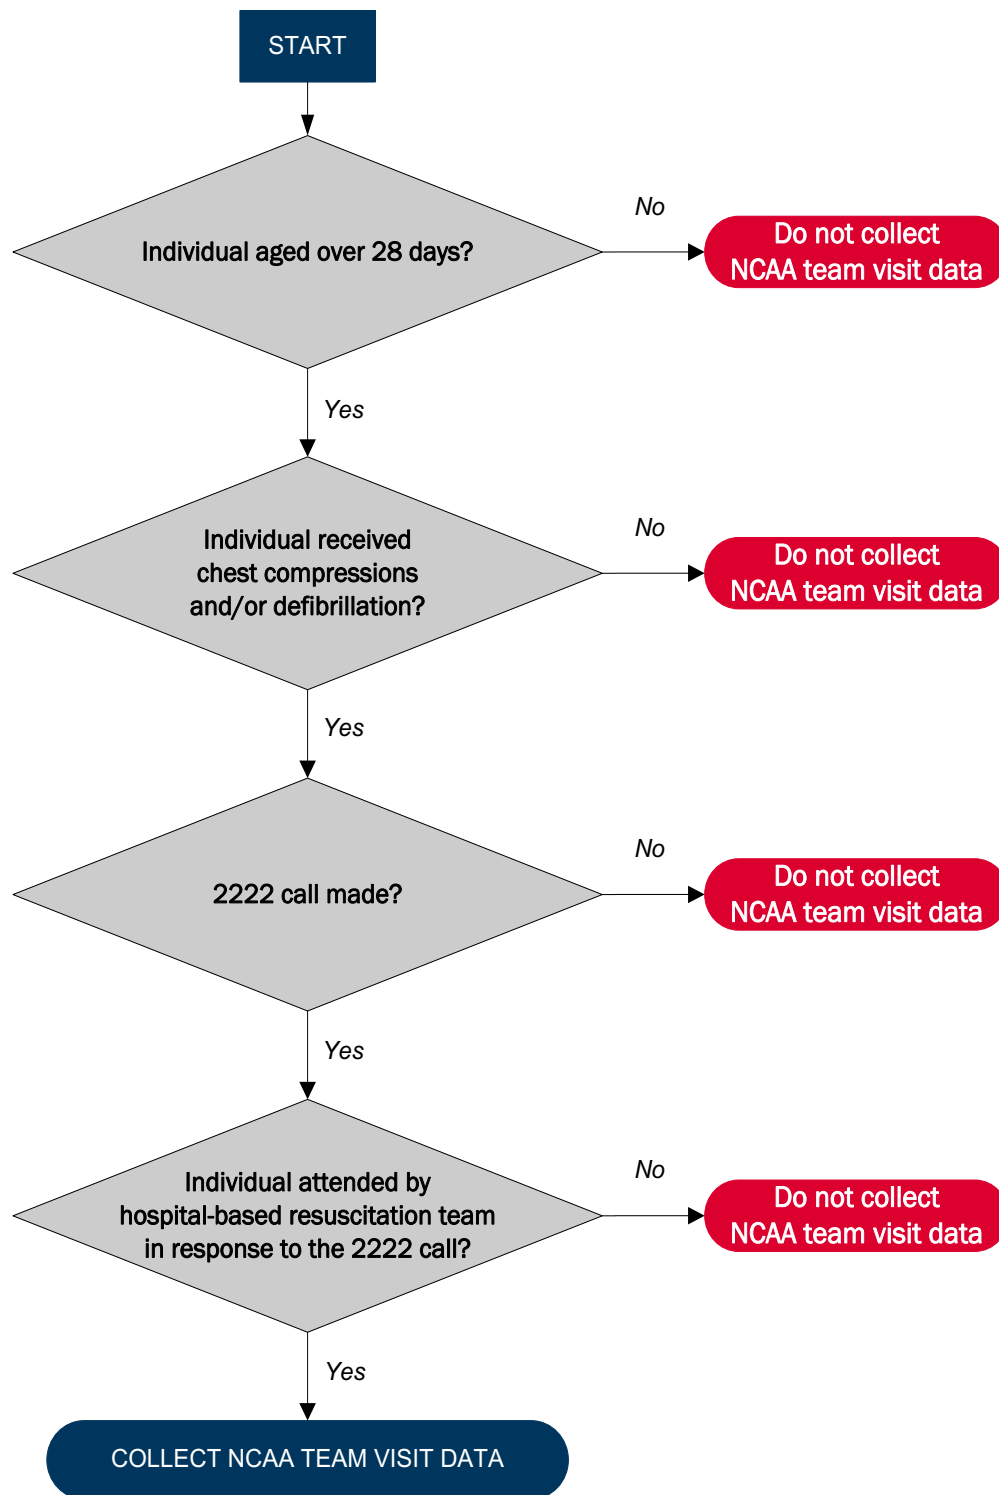 START
Individual aged over 28 days?
No
Do not collect
NCAA team visit data
Yes
Individual received
chest compressions
and/or defibrillation?
No
Do not collect
NCAA team visit data
Yes
2222 call made?
No
Do not collect
NCAA team visit data
Yes
Individual attended by
hospital-based resuscitation team
in response to the 2222 call?
No
Do not collect
NCAA team visit data
Yes
COLLECT NCAA TEAM VISIT DATA